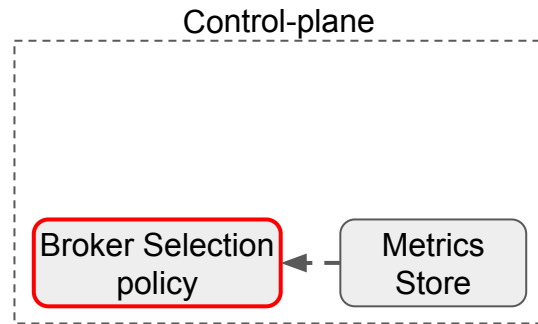 Control-plane
Broker Selection
policy
Metrics
Store